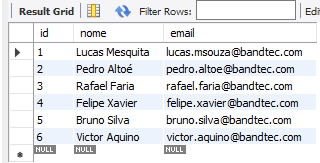 Result Grid Filter Rows: Edi
id nome email
1 Lucas Mesquita lucas.msouza@bandtec.com
2 Pedro Altoé pedro.altoe@bandtec.com
3 Rafael Faria rafael.faria@bandtec.com
4 Felipe Xavier felipe.xavier@bandtec.com
5 Bruno Silva bruno.silva@bandtec.com
6 Victor Aquino victor.aquino@bandtec.com
NULL NULL NULL